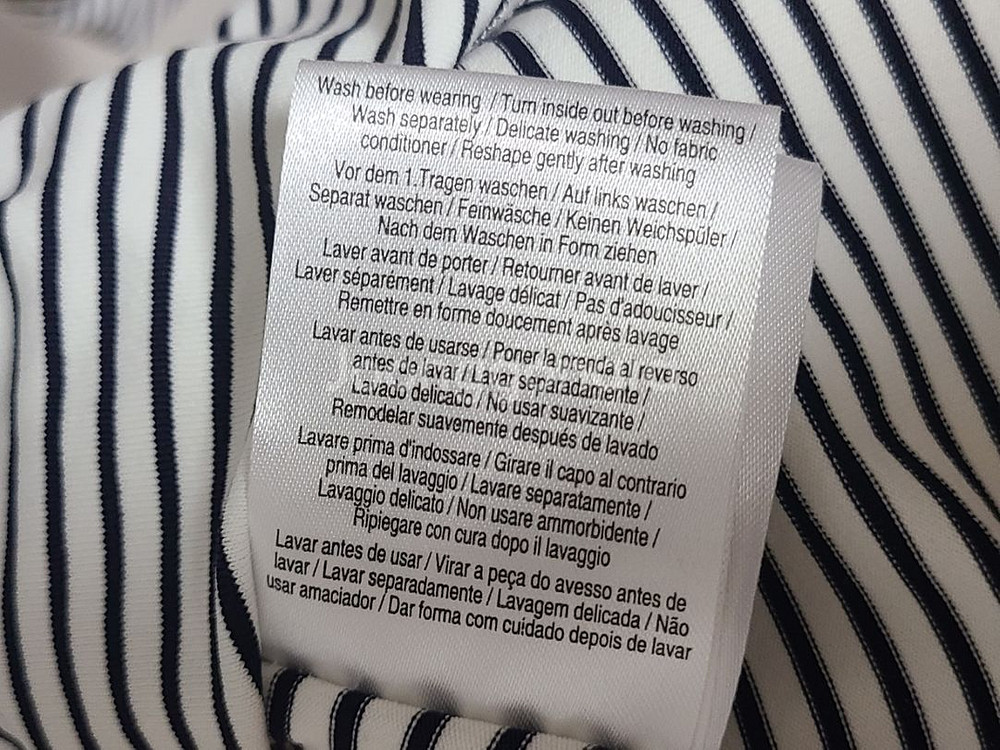 Wash before wearing / Turn inside out before washing /
Wash separately / Delicate washing / No fabric
conditioner / Reshape gently after washing
Vor dem 1.Tragen waschen / Auf links waschen /
Separat waschen / Feinwäsche / Keinen Weichspüler /
Nach dem Waschen in Form ziehen
Laver avant de porter / Retourner avant de laver /
Laver séparément / Lavage délicat / Pas d'adoucisseur /
Remettre en forme doucement après lavage
Lavar antes de usarse / Poner la prenda al reverso
antes de lavar / Lavar separadamente /
Lavado delicado / No usar suavizante /
Remodelar suavemente después de lavado
Lavare prima d'indossare / Girare il capo al contrario
prima del lavaggio / Lavare separatamente /
Lavaggio delicato / Non usare ammorbidente /
Ripiegare con cura dopo il lavaggio
Lavar antes de usar / Virar a peça do avesso antes de
lavar / Lavar separadamente / Lavagem delicada / Não
usar amaciador / Dar forma com cuidado depois de lavar